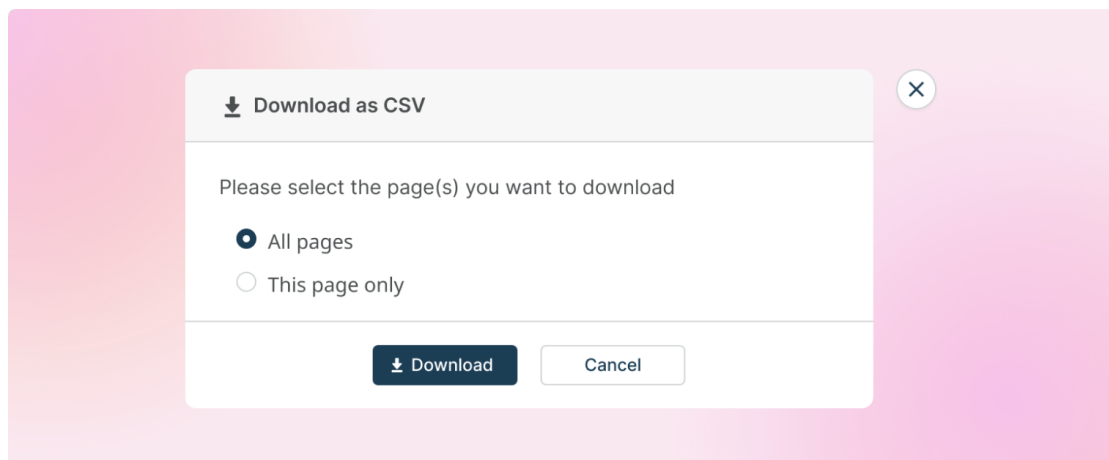 Download as CSV
Please select the page(s) you want to download
All pages
This page only
Download
Cancel